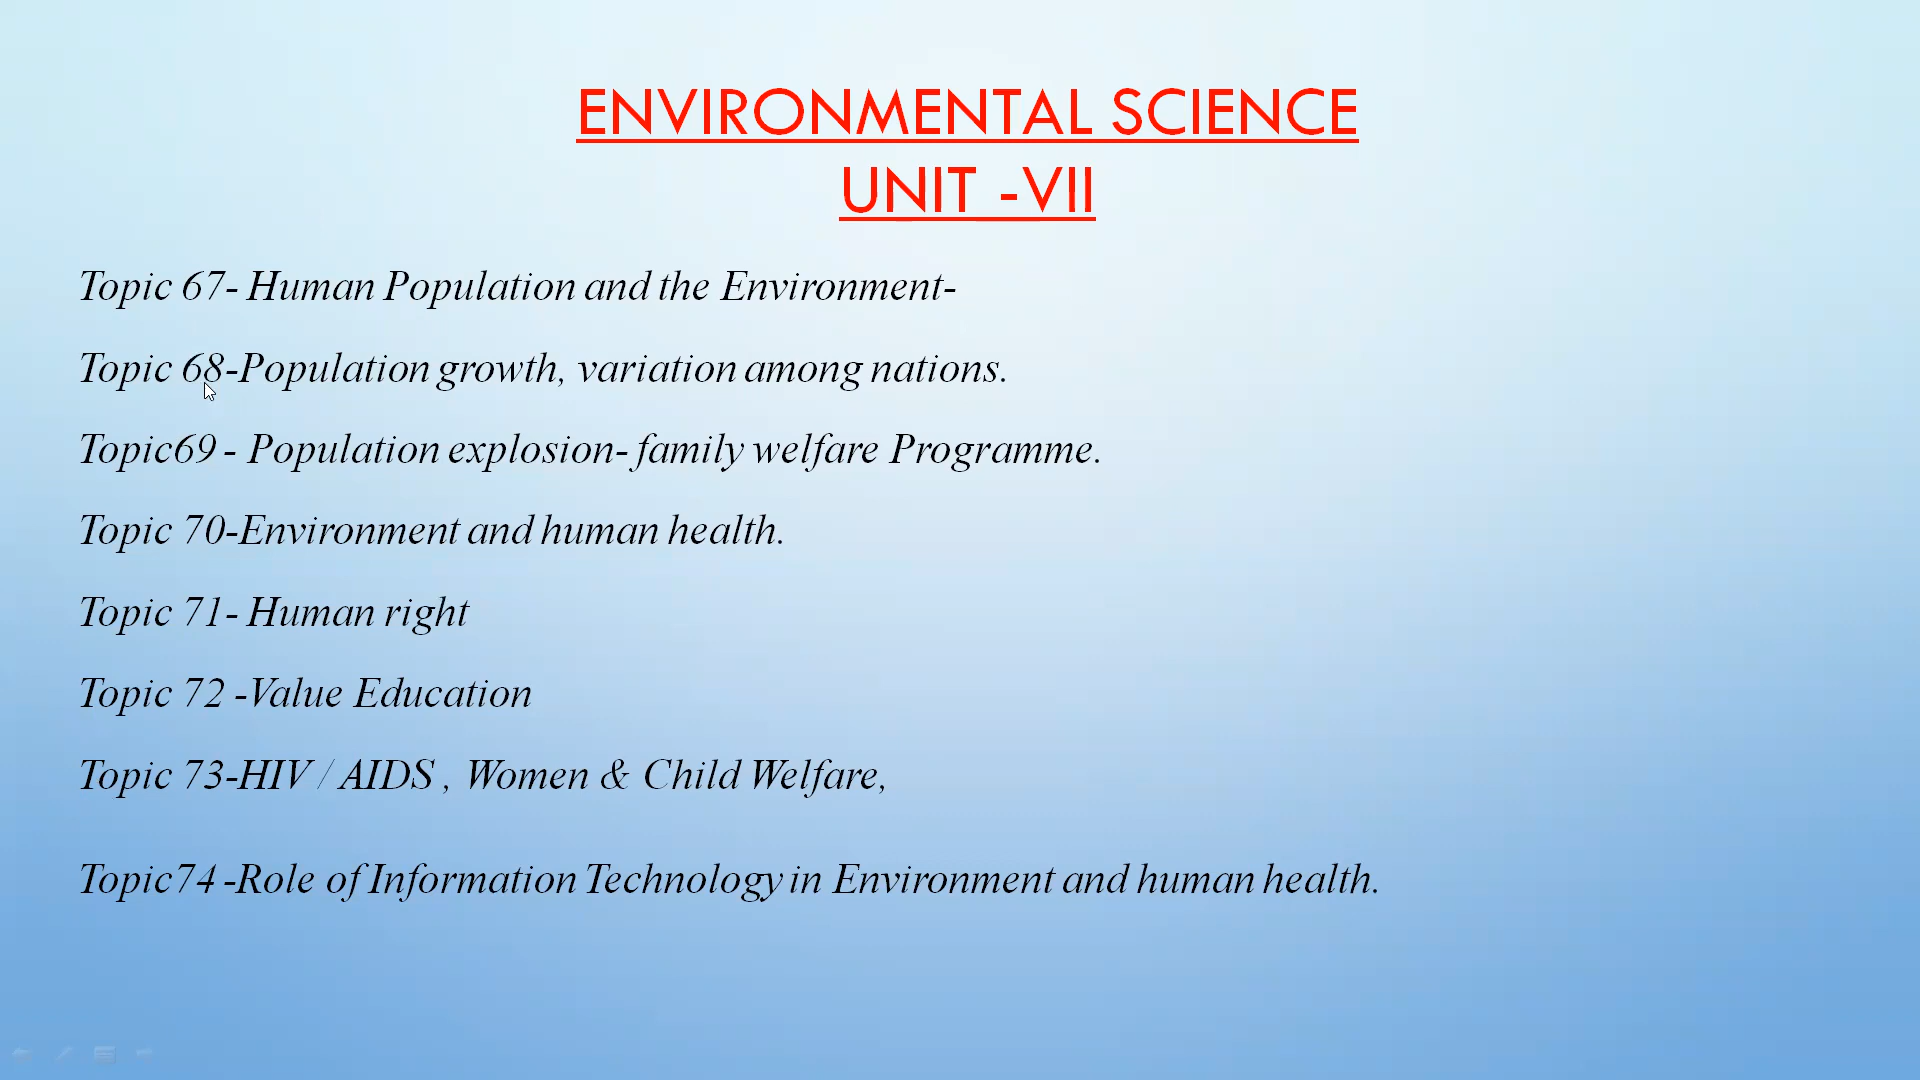 ENVIRONMENTAL SCIENCE
UNIT -VII
Topic 67- Human Population and the Environment-
Topic 68-Population growth, variation among nations.
Topic69 - Population explosion- family welfare Programme.
Topic 70-Environment and human health.
Topic 71- Human right
Topic 72 -Value Education
Topic 73-HIV / AIDS , Women & Child Welfare,
Topic74 -Role of Information Technology in Environment and human health.